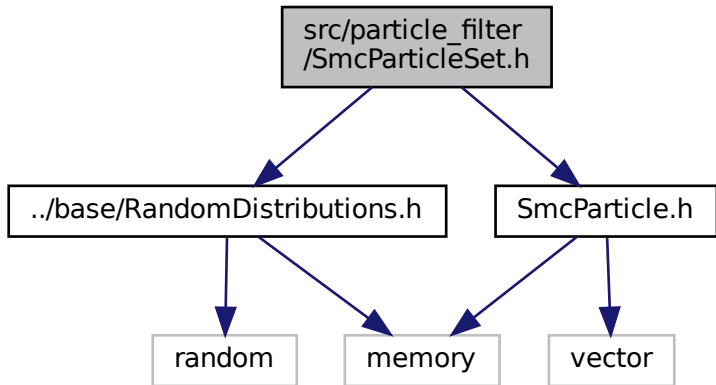 src/particle_filter
/SmcParticleSet.h
../base/RandomDistributions.h
SmcParticle.h
random
memory
vector